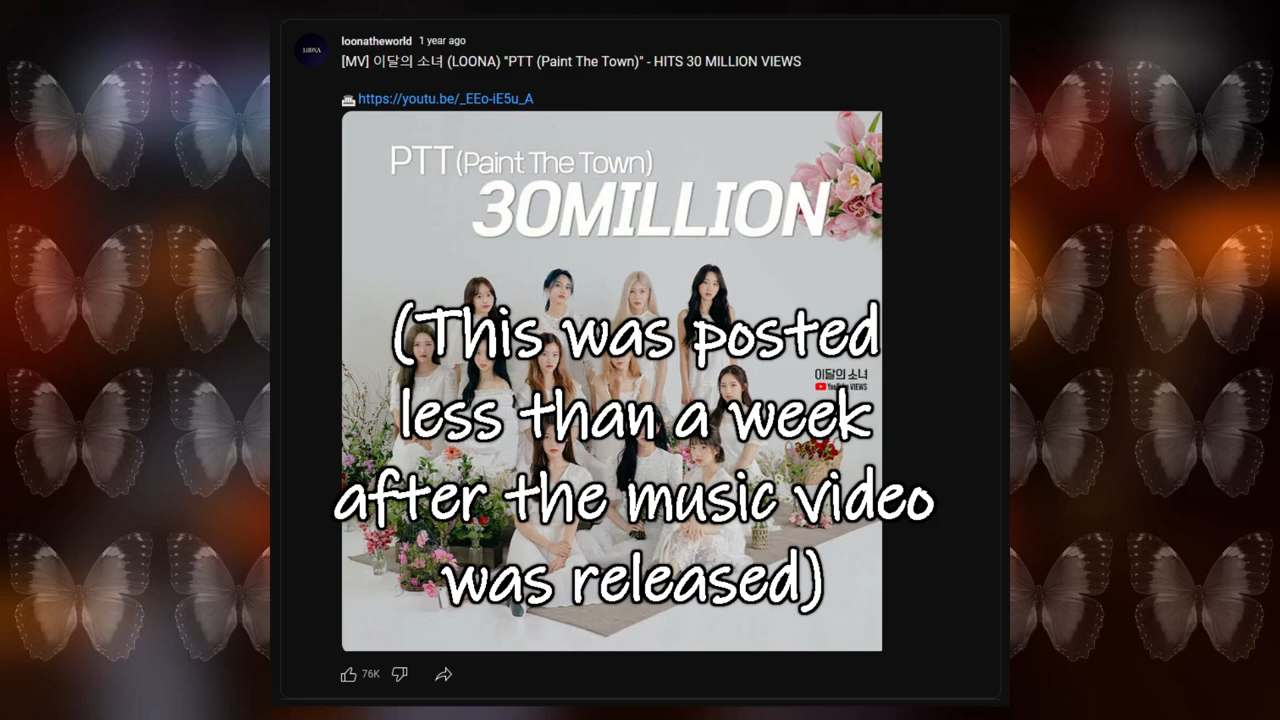 LOONA
loonatheworld 1 year ago
[MV] 이달의 소녀 (LOONA) "PTT (Paint The Town)" - HITS 30 MILLION VIEWS
https://youtu.be/_EEo-iE5u_A
PTT (Paint The Town)
30MILLION
(This was posted
이달의 소녀
YouTube VIEWS
less than a week
after the music video
was released)
76K